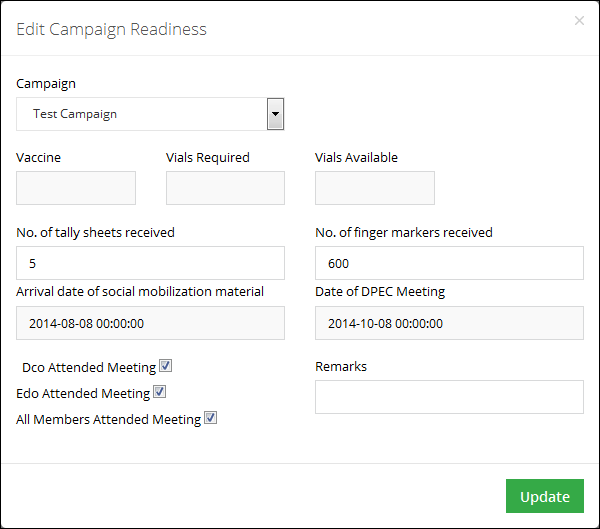 Edit Campaign Readiness
×
Campaign
Test Campaign
Vaccine Vials Required Vials Available
No. of tally sheets received No. of finger markers received
5 600
Arrival date of social mobilization material Date of DPEC Meeting
2014-08-08 00:00:00 2014-10-08 00:00:00
Dco Attended Meeting Remarks
Edo Attended Meeting
All Members Attended Meeting
Update